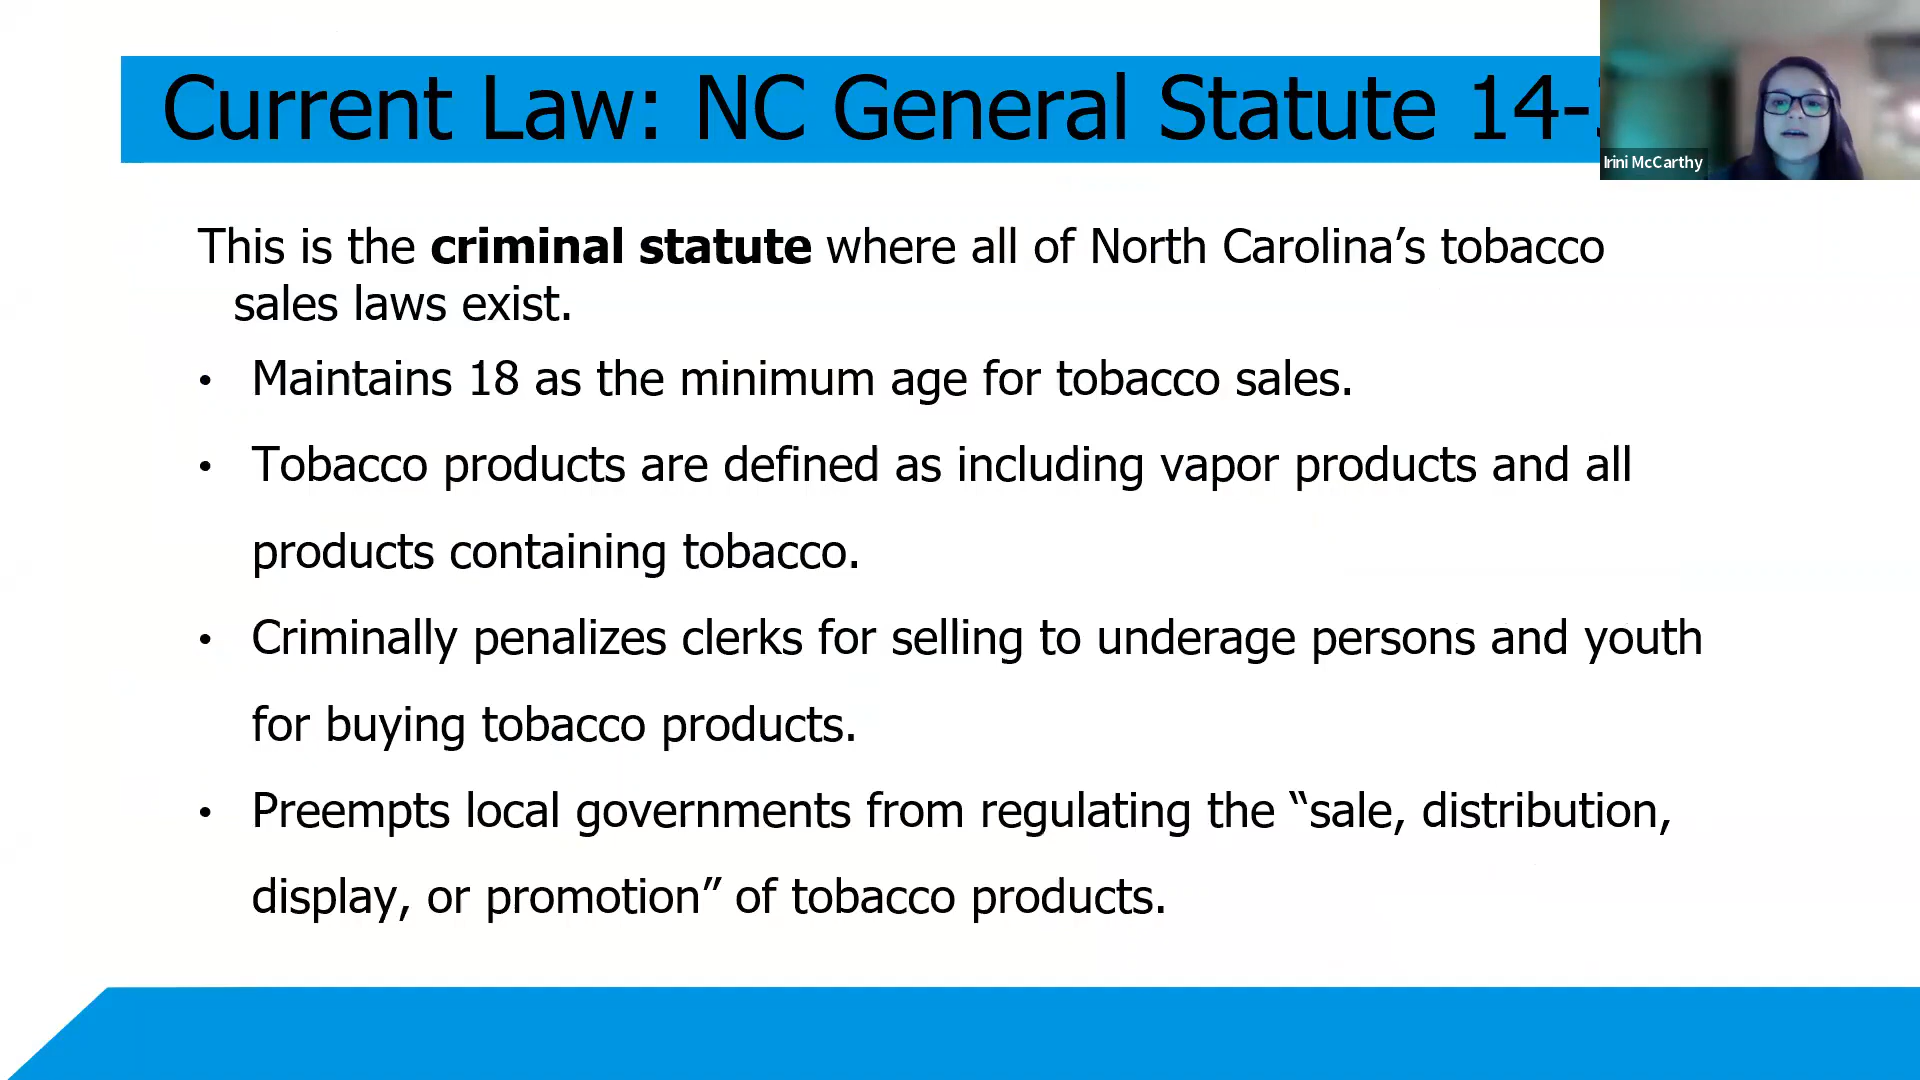 Current Law: NC General Statute 14-
Irini McCarthy
This is the criminal statute where all of North Carolina’s tobacco
sales laws exist.
• Maintains 18 as the minimum age for tobacco sales.
• Tobacco products are defined as including vapor products and all
products containing tobacco.
• Criminally penalizes clerks for selling to underage persons and youth
for buying tobacco products.
• Preempts local governments from regulating the “sale, distribution,
display, or promotion” of tobacco products.